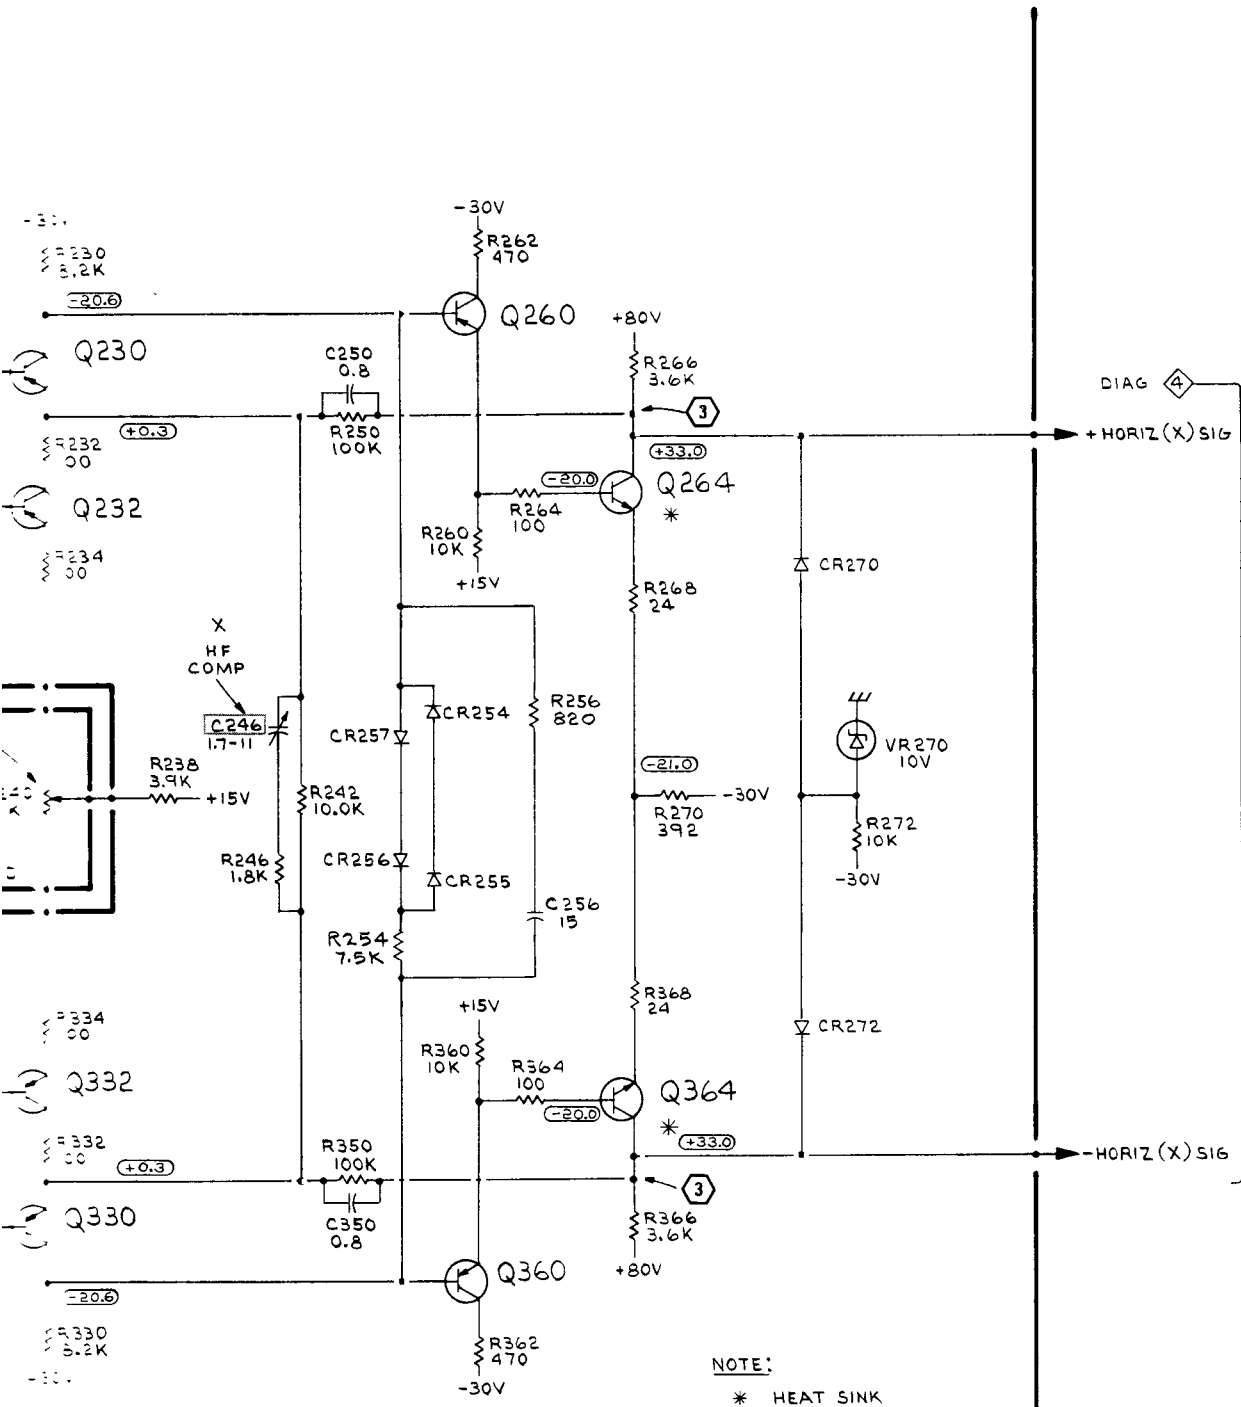 -30V
R262
470
R230
8.2K
-20.6
Q260
+80V
Q230
C250
0.8
R266
3.6K
DIAG 4
3
+0.3
R250
100K
+ HORIZ (X) SIG
R232
+33.0
-20.0
Q264
*
Q232
R264
100
R260
10K
+15V
R234
CR270
R268
24
X
HF
COMP
C246
1.7-11
CR254
R256
820
CR257
VR270
10V
R238
3.9K
+15V
-21.0
R242
10.0K
-30V
R270
392
R272
10K
-30V
R246
1.8K
CR256
CR255
C256
15
R254
7.5K
R368
24
+15V
R334
CR272
R360
10K
R364
100
Q332
-20.0
Q364
*
+33.0
R332
R350
100K
+0.3
- HORIZ (X) SIG
3
Q330
C350
0.8
R366
3.6K
+80V
Q360
-20.6
R330
8.2K
R362
470
-30V
NOTE:
* HEAT SINK